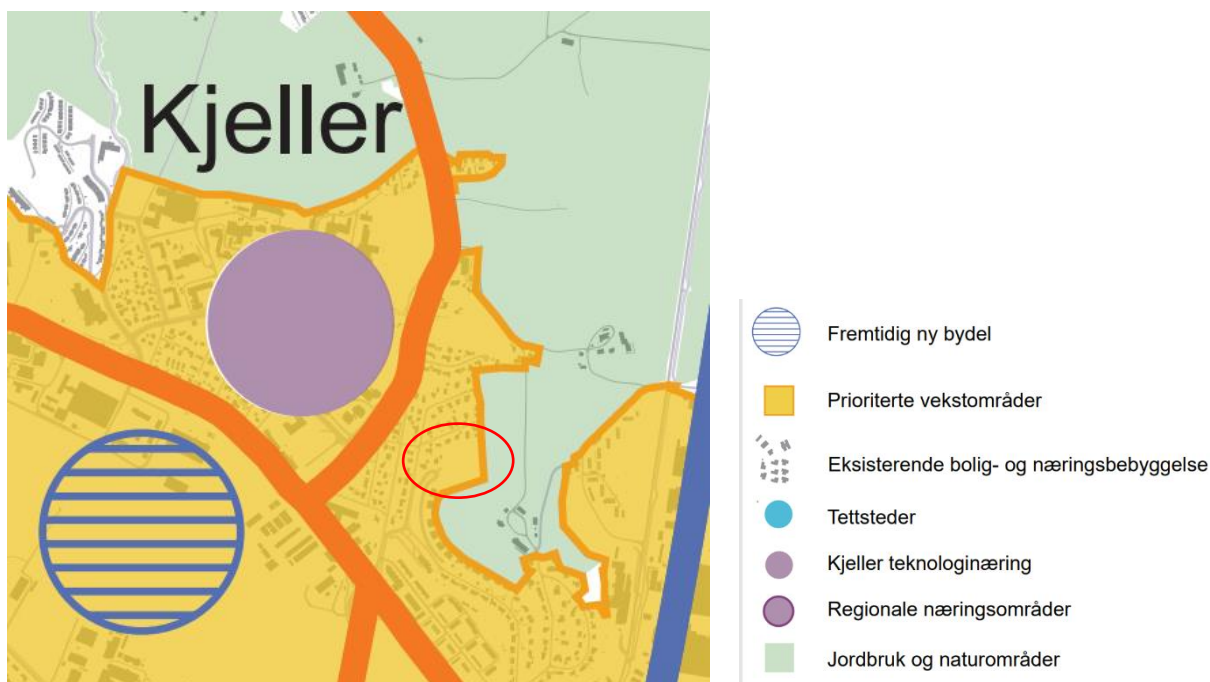 Kjeller
Fremtidig ny bydel
Prioriterte vekstområder
Eksisterende bolig- og næringsbebyggelse
Tettsteder
Kjeller teknologinæring
Regionale næringsområder
Jordbruk og naturområder